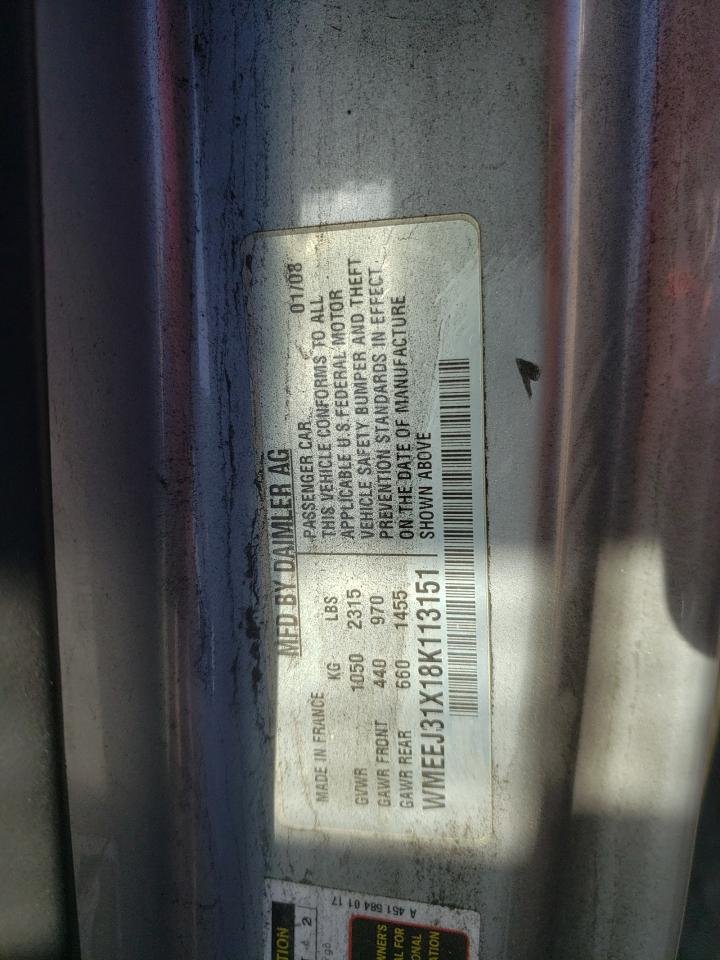 MFD BY DAIMLER AG
MADE IN FRANCE
KG LBS
GVWR 1050 2315
GAWR FRONT 440 970
GAWR REAR 660 1455
PASSENGER CAR 01/08
THIS VEHICLE CONFORMS TO ALL
APPLICABLE U.S.FEDERAL MOTOR
VEHICLE SAFETY BUMPER AND THEFT
PREVENTION STANDARDS IN EFFECT
ON THE DATE OF MANUFACTURE
SHOWN ABOVE
WMEEJ31X18K113151
A 451 584 01 17
2